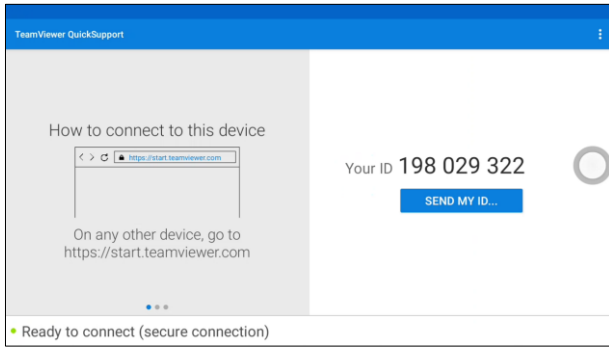 TeamViewer QuickSupport
How to connect to this device
https://start.teamviewer.com
On any other device, go to
https://start.teamviewer.com
Your ID 198 029 322
SEND MY ID...
Ready to connect (secure connection)